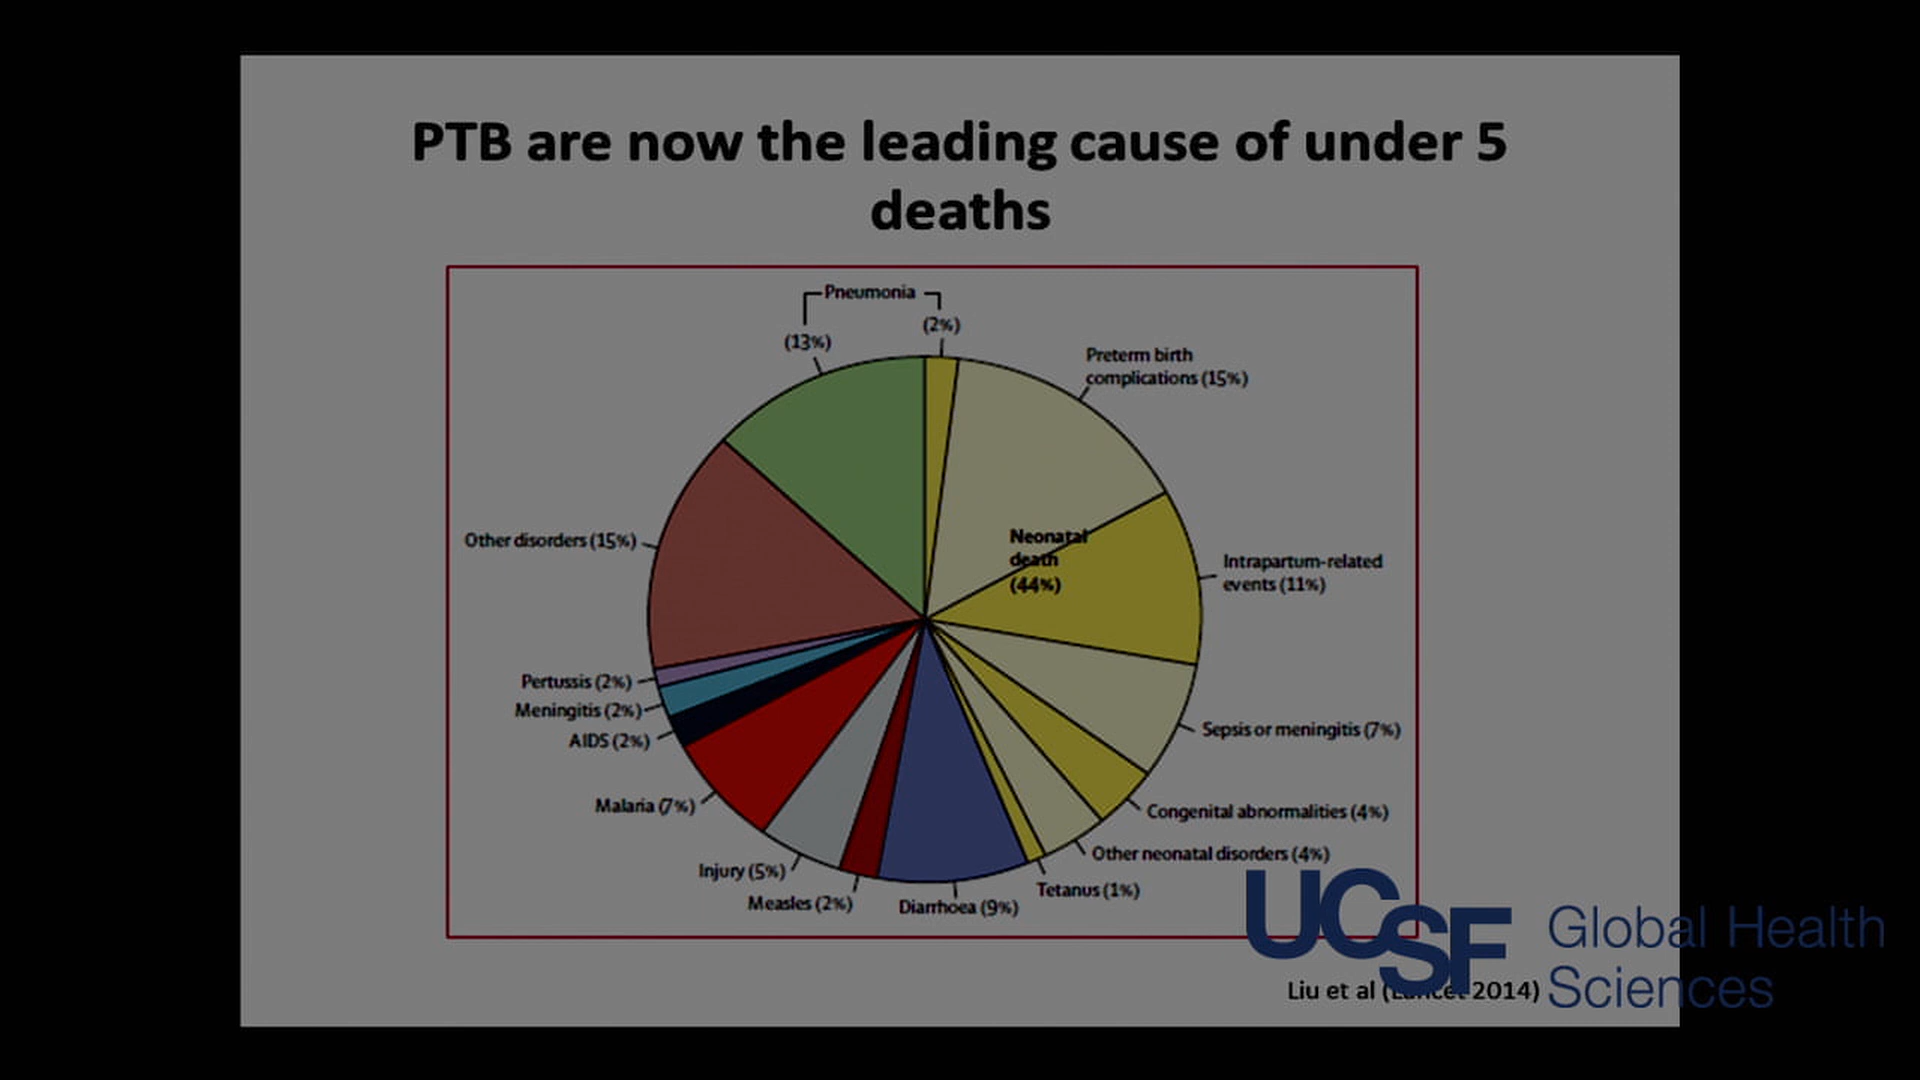 PTB are now the leading cause of under 5
deaths
Pneumonia
(13%)
(2%)
Preterm birth
complications (15%)
Neonatal
death
(44%)
Other disorders (15%)
Intrapartum-related
events (11%)
Pertussis (2%)
Meningitis (2%)
AIDS (2%)
Sepsis or meningitis (7%)
Malaria (7%)
Congenital abnormalities (4%)
Other neonatal disorders (4%)
Injury (5%)
Tetanus (1%)
Measles (2%)
Diarrhoea (9%)
UCSF
Global Health
Sciences
Liu et al (Lancet 2014)